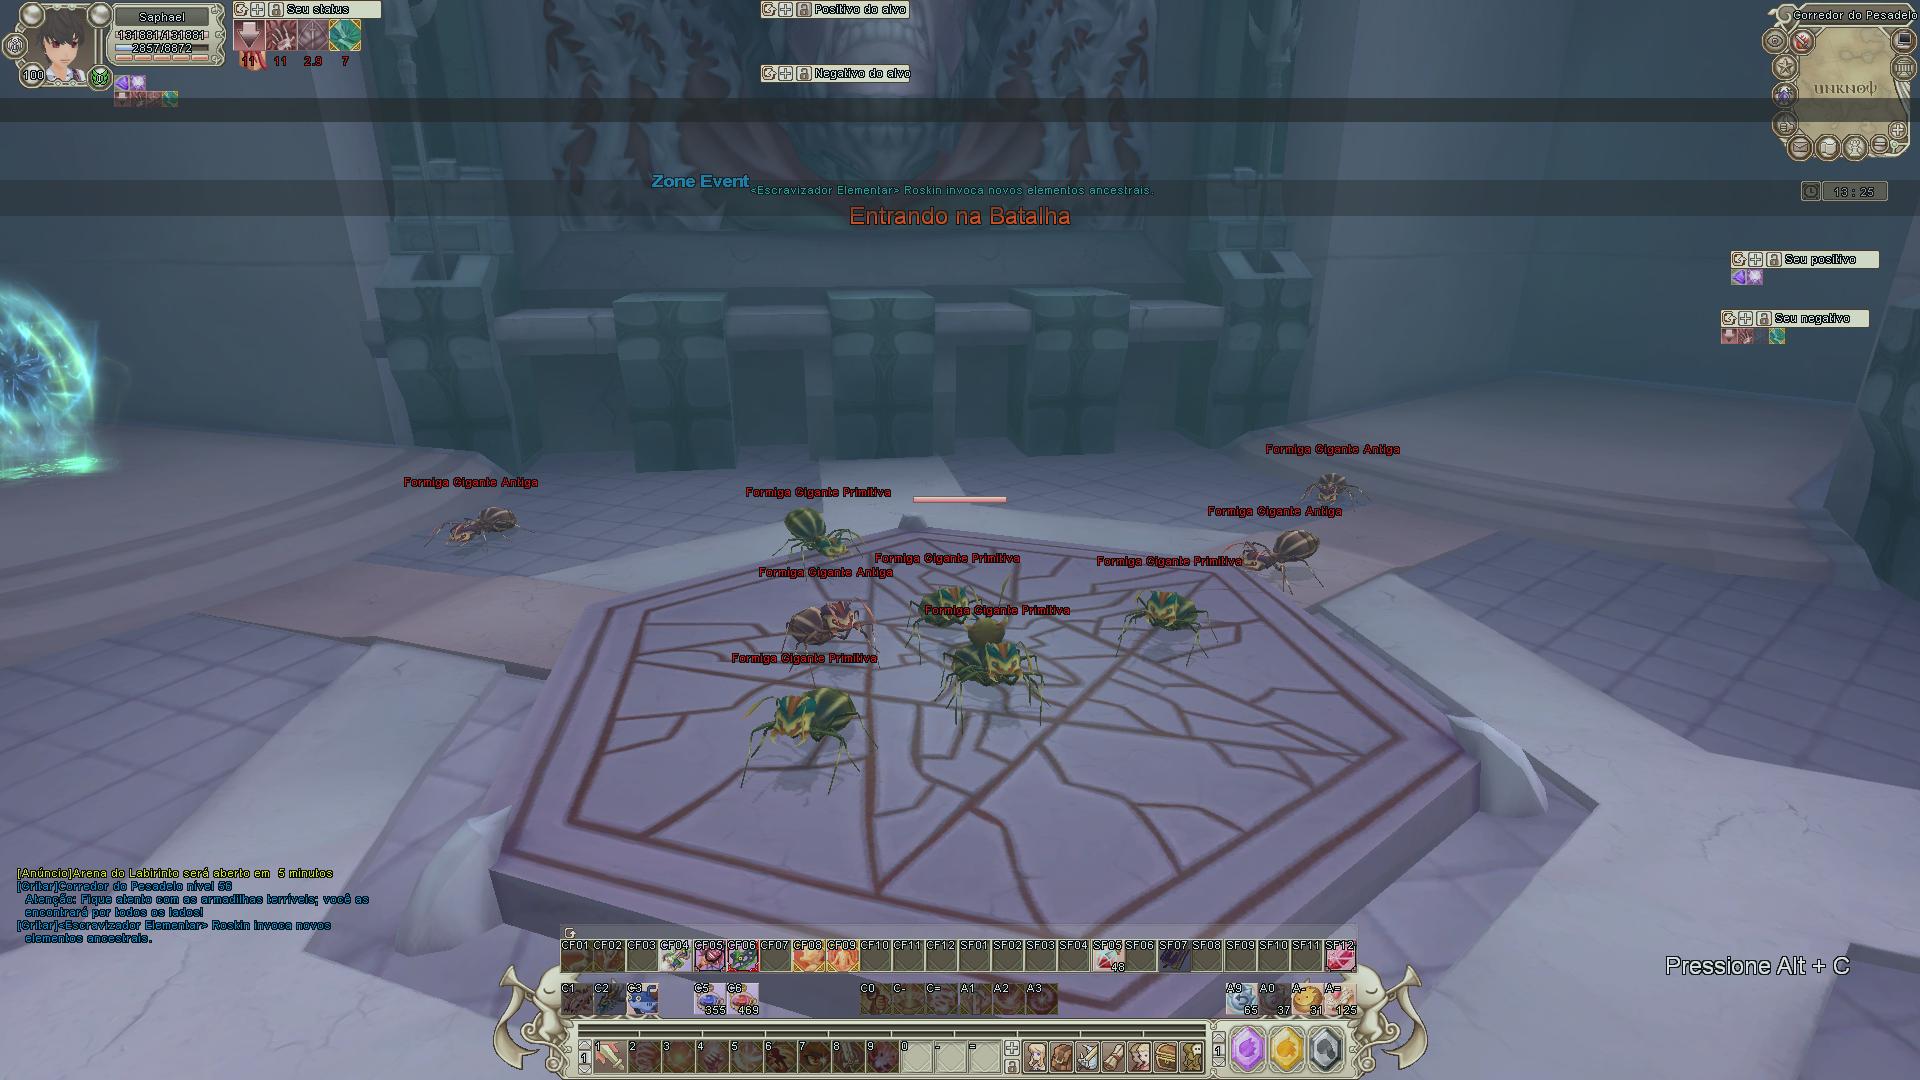 Saphael
131881/131881
2857/8872
100
Seu status
11 11 2.9 7
Positivo do alvo
Negativo do alvo
Corredor do Pesadelo
UNKNOW
13 : 25
Zone Event <Escravizador Elementar> Roskin invoca novos elementos ancestrais.
Entrando na Batalha
Seu positivo
Seu negativo
Formiga Gigante Antiga
Formiga Gigante Antiga
Formiga Gigante Primitiva
Formiga Gigante Antiga
Formiga Gigante Primitiva
Formiga Gigante Primitiva
Formiga Gigante Antiga
Formiga Gigante Primitiva
Formiga Gigante Primitiva
[Anúncio]Arena do Labirinto será aberto em 5 minutos
[Gritar]Corredor do Pesadelo nível 56
Atenção: Fique atento com as armadilhas terríveis; você as
encontrará por todos os lados!
[Gritar]<Escravizador Elementar> Roskin invoca novos
elementos ancestrais.
Pressione Alt + C
CF01 CF02 CF03 CF04 CF05 CF06 CF07 CF08 CF09 CF10 CF11 CF12 SF01 SF02 SF03 SF04 SF05 SF06 SF07 SF08 SF09 SF10 SF11 SF12
48
C1 C2 C3 C5 C6 C0 C- C= A1 A2 A3 A9 A0 A- A=
355 469 65 37 31 125
1 1 2 3 4 5 6 7 8 9 0 - = 1